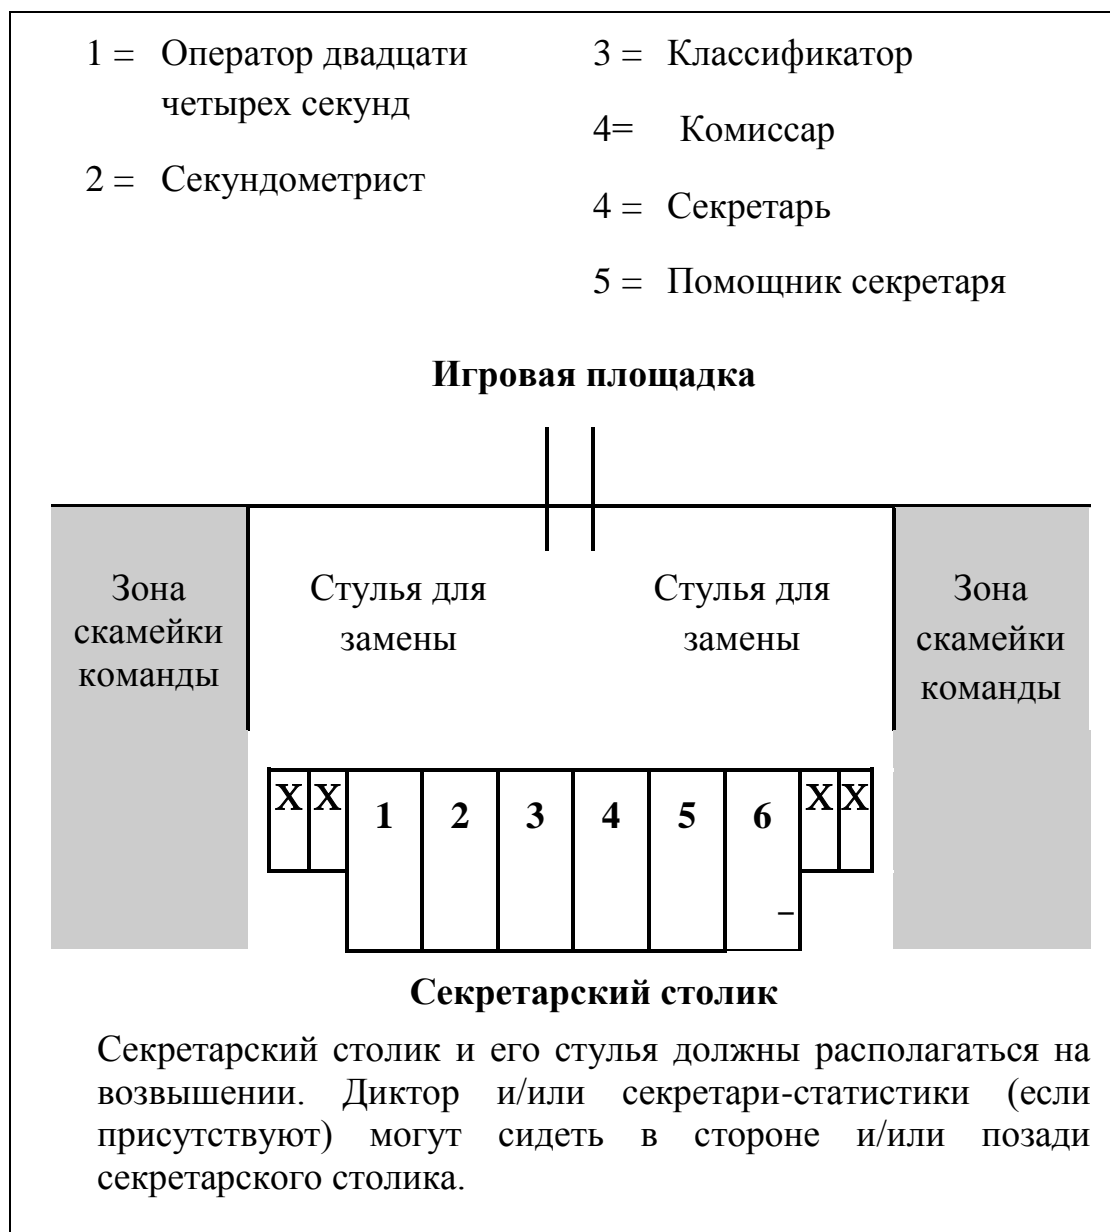 1 = Оператор двадцати
четырех секунд
2 = Секундометрист
3 = Классификатор
4= Комиссар
4 = Секретарь
5 = Помощник секретаря
Игровая площадка
Зона
скамейки
команды
Стулья для
замены
Стулья для
замены
Зона
скамейки
команды
X X 1 2 3 4 5 6 X X
–
Секретарский столик
Секретарский столик и его стулья должны располагаться на
возвышении. Диктор и/или секретари-статистики (если
присутствуют) могут сидеть в стороне и/или позади
секретарского столика.